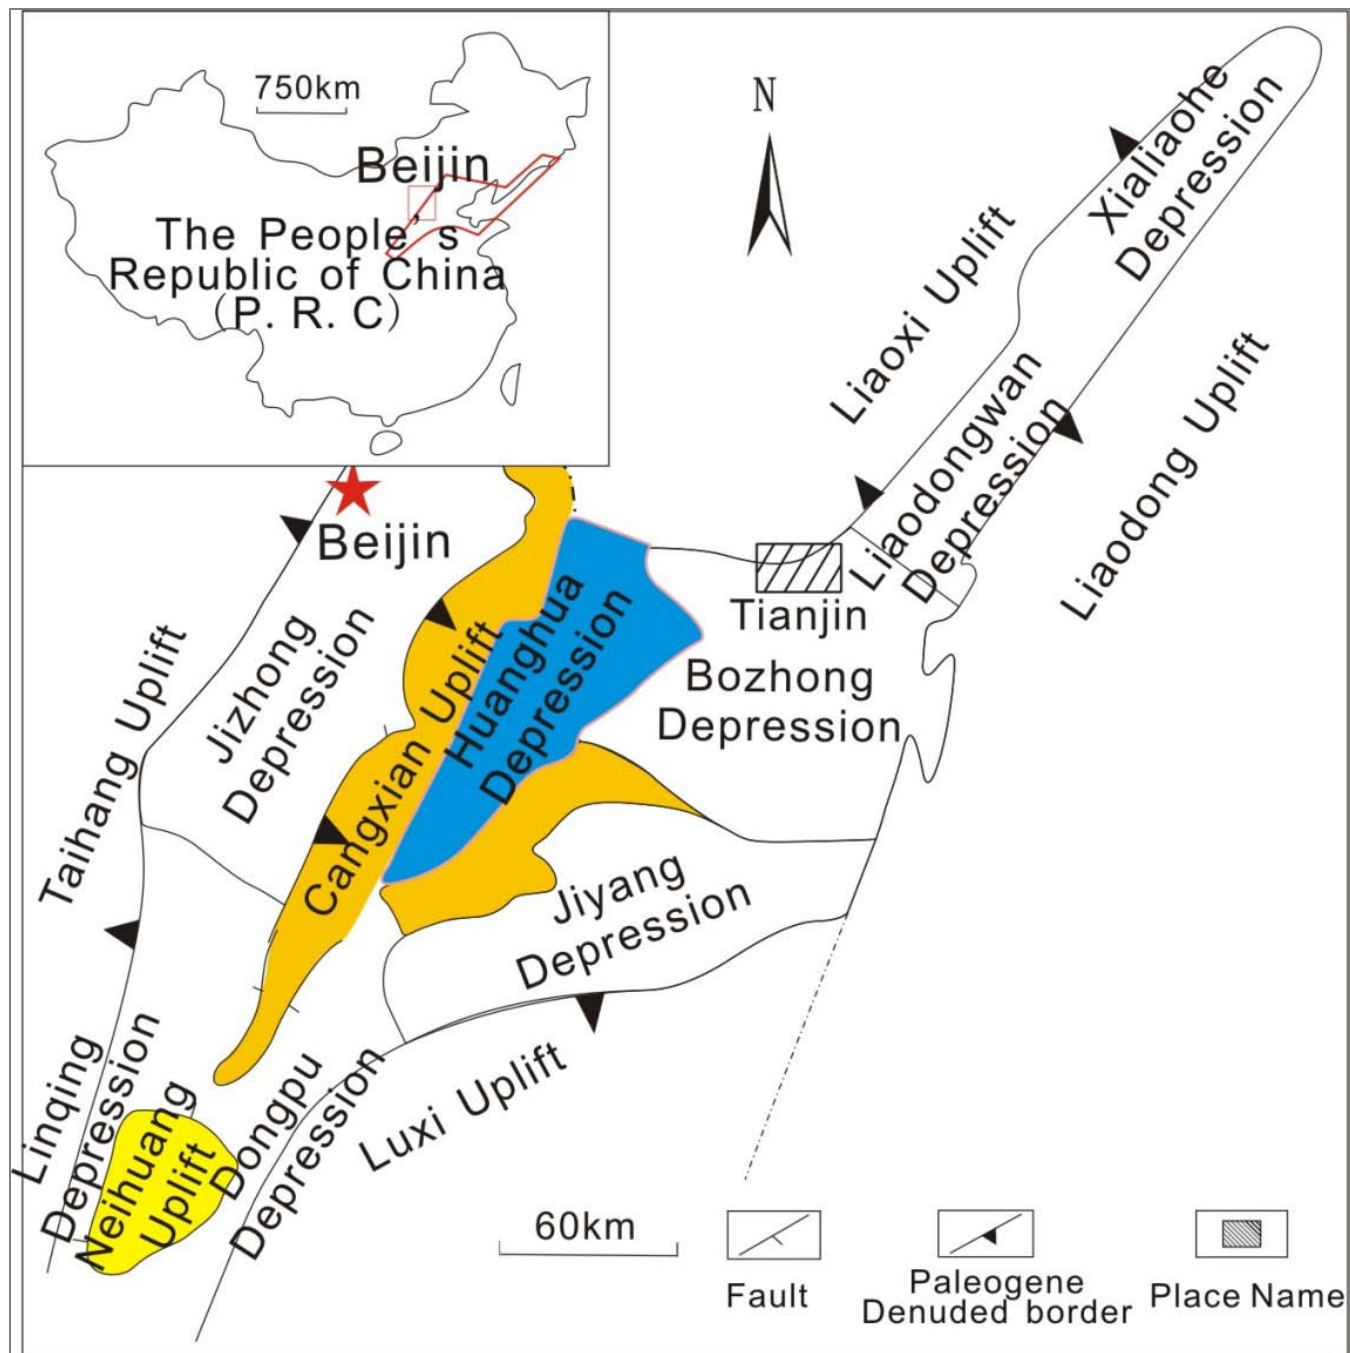 750km
Beijin
The People's
Republic of China
(P. R. C)
N
Xialiaohe
Depression
Liaoxi Uplift
Liaodongwan
Depression
Liaodong Uplift
Beijin
Tianjin
Bozhong
Depression
Huanghua
Depression
Cangxian Uplift
Jizhong
Depression
Taihang Uplift
Jiyang
Depression
Luxi Uplift
Linqing
Depression
Neihuang
Uplift
Dongpu
Depression
60km
Fault
Paleogene
Denuded border
Place Name